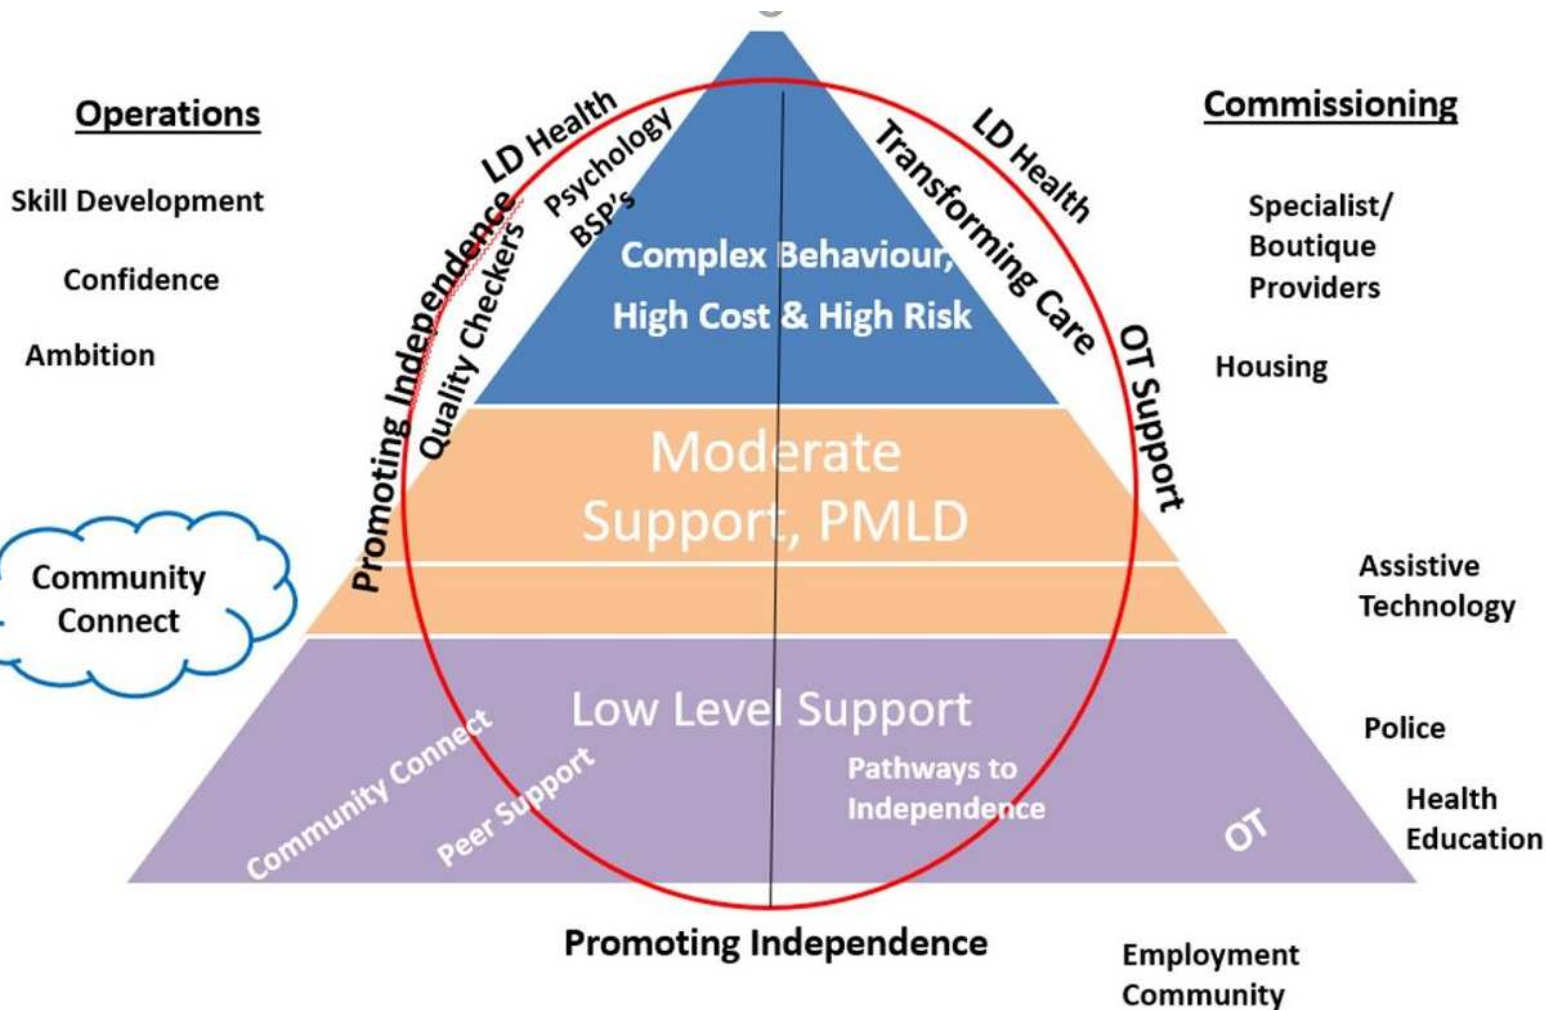 Operations
Skill Development
Confidence
Ambition
Community
Connect
LD Health
Psychology
BSP's
Promoting Independence
Quality Checkers
Complex Behaviour,
High Cost & High Risk
Moderate
Support, PMLD
Low Level Support
Community Connect
Peer Support
Pathways to
Independence
OT
Promoting Independence
Transforming Care
LD Health
OT Support
Commissioning
Specialist/
Boutique
Providers
Housing
Assistive
Technology
Police
Health
Education
Employment
Community